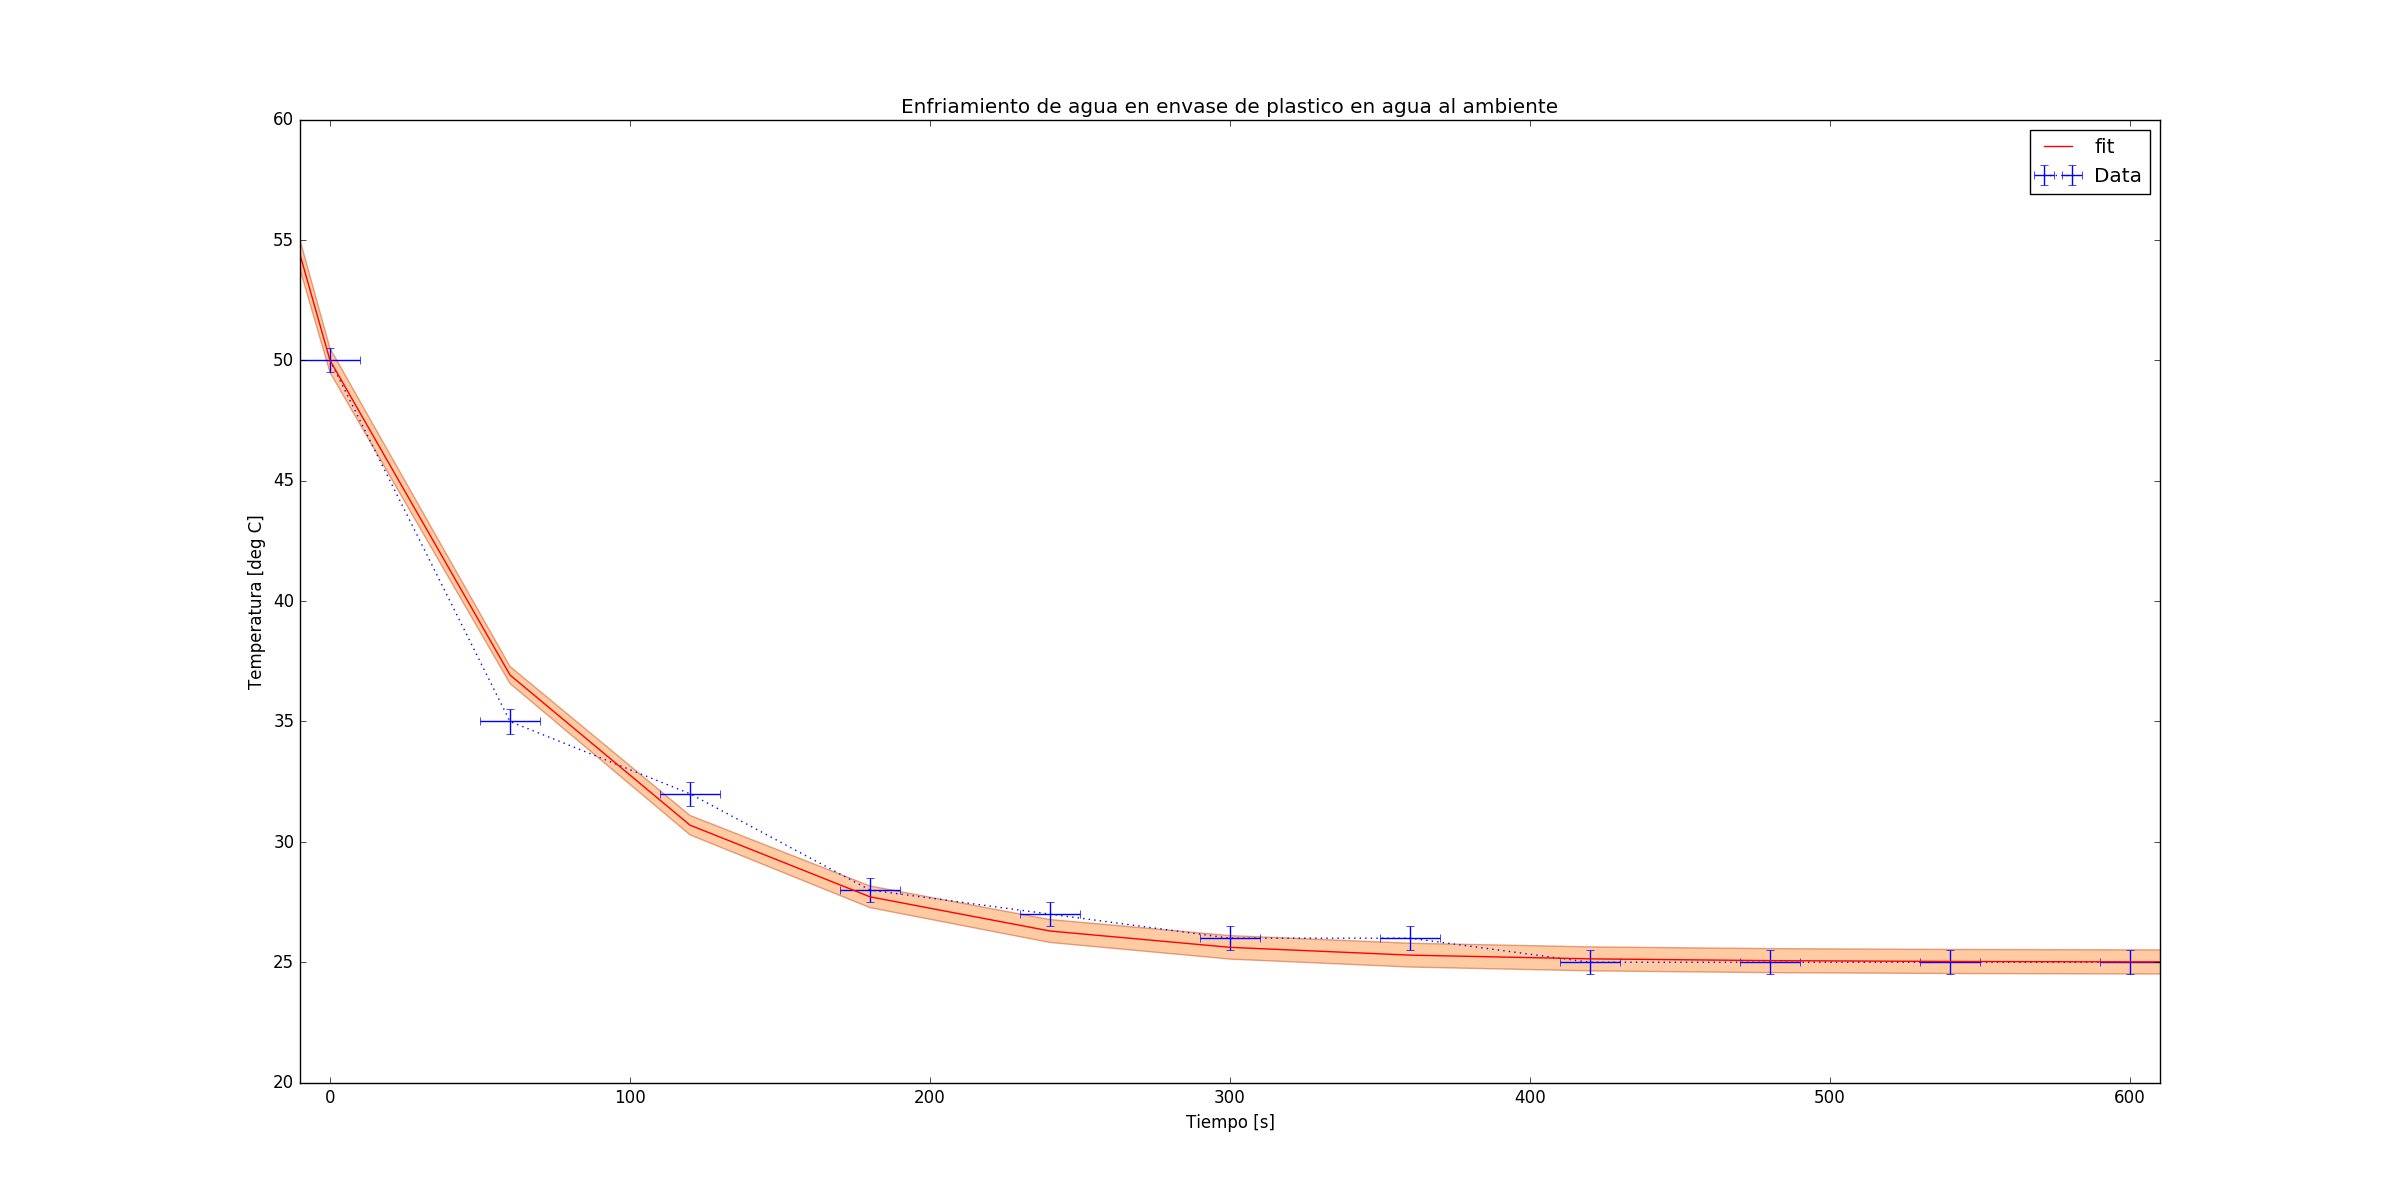 Enfriamiento de agua en envase de plastico en agua al ambiente
fit
Data
60
55
50
45
40
35
30
25
20
Temperatura [deg C]
0 100 200 300 400 500 600
Tiempo [s]